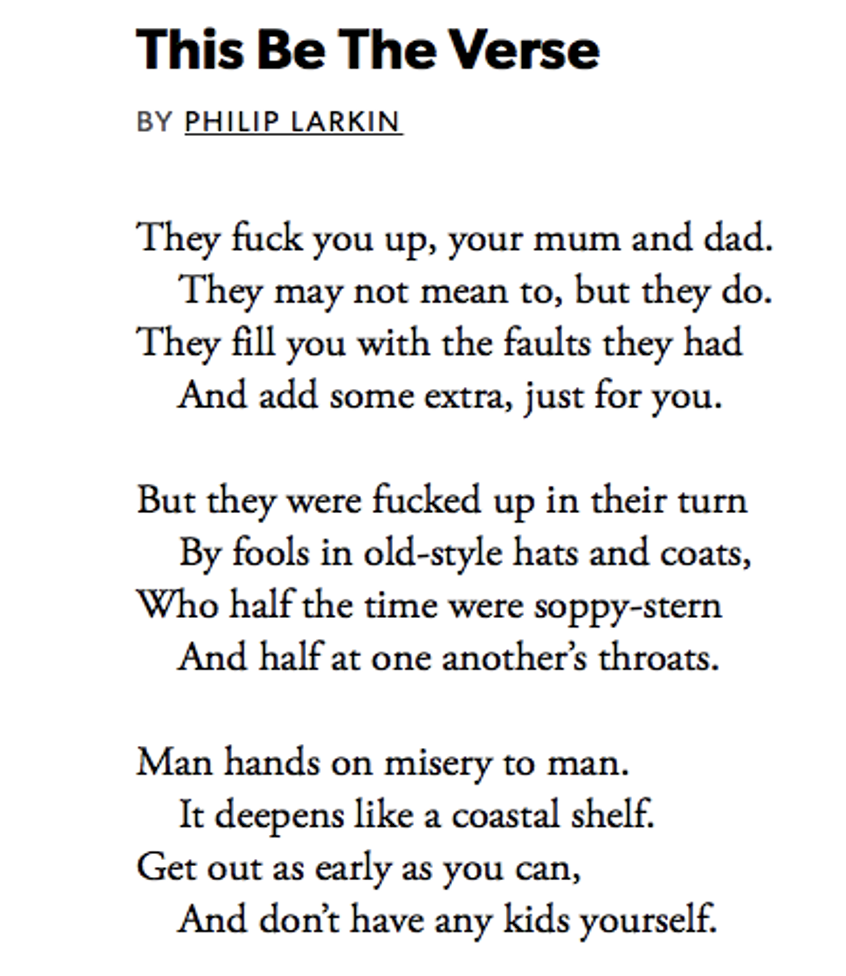 This Be The Verse
BY PHILIP LARKIN
They fuck you up, your mum and dad.
They may not mean to, but they do.
They fill you with the faults they had
And add some extra, just for you.
But they were fucked up in their turn
By fools in old-style hats and coats,
Who half the time were soppy-stern
And half at one another’s throats.
Man hands on misery to man.
It deepens like a coastal shelf.
Get out as early as you can,
And don’t have any kids yourself.